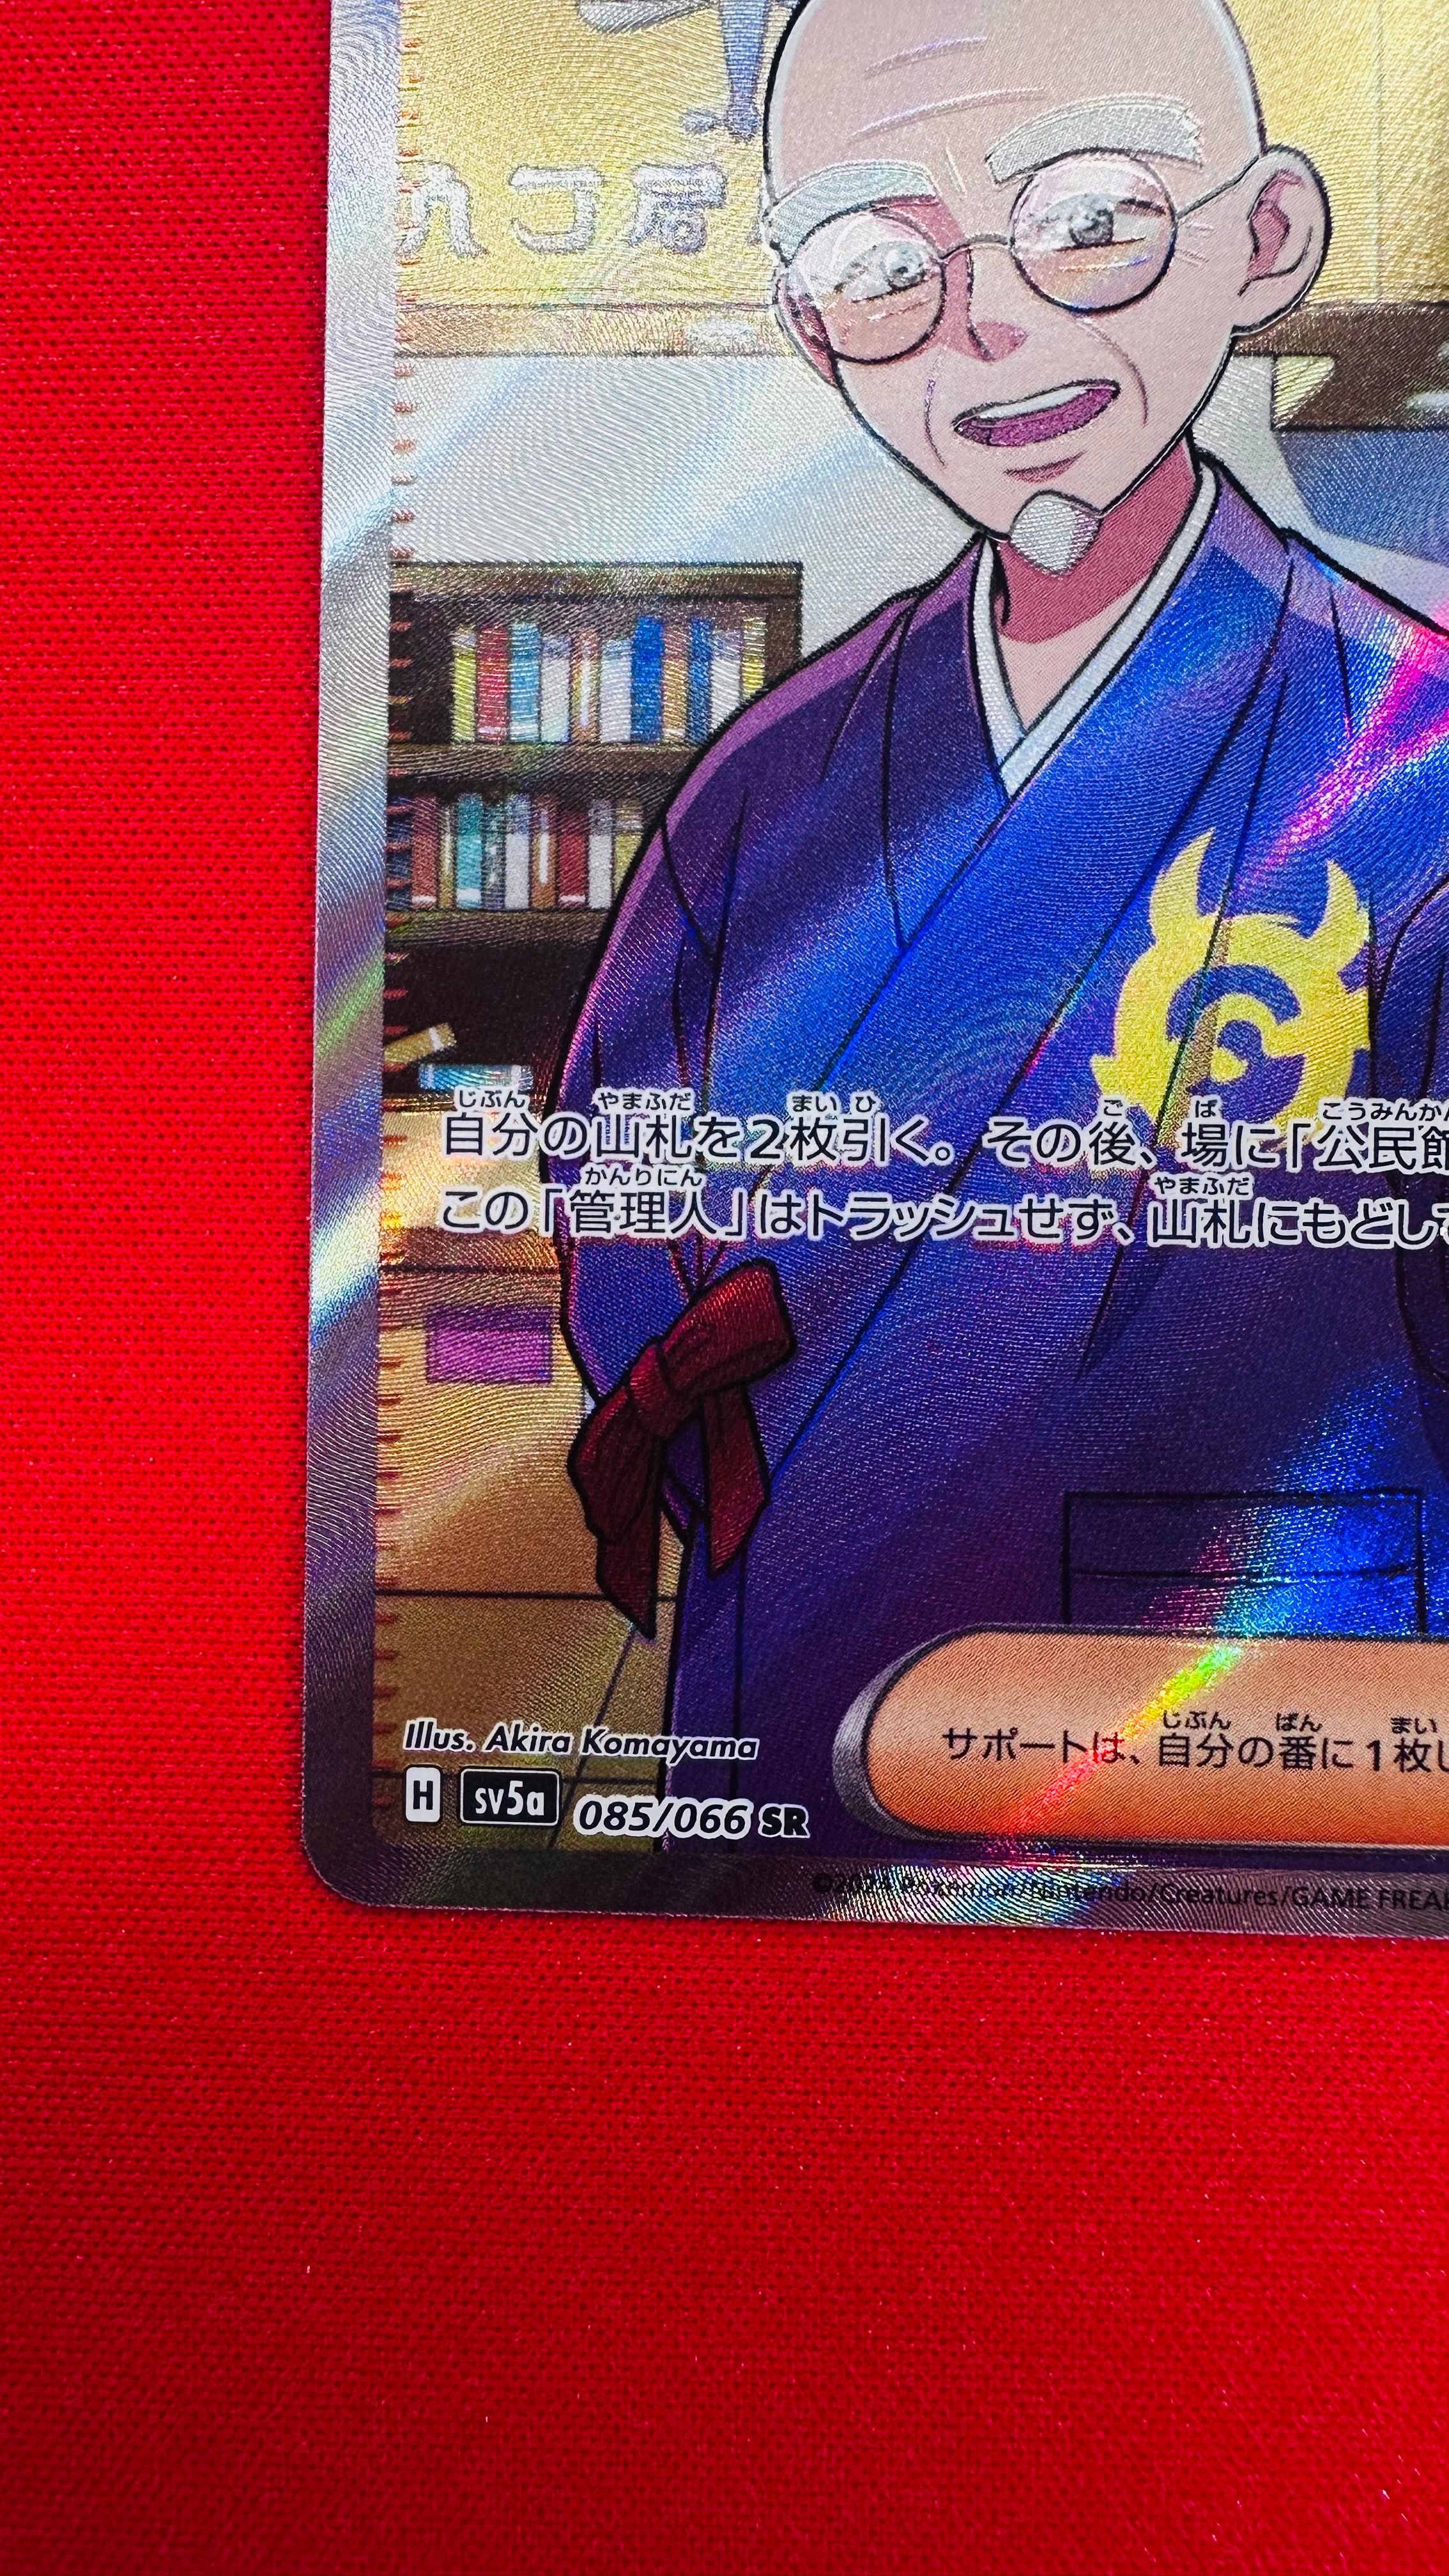 自分の山札を2枚引く。その後、場に「公民館
この「管理人」はトラッシュせず、山札にもどして
サポートは、自分の番に1枚し
Illus. Akira Komayama
H sv5a 085/066 SR
©2024 Pokémon/Nintendo/Creatures/GAME FREAK